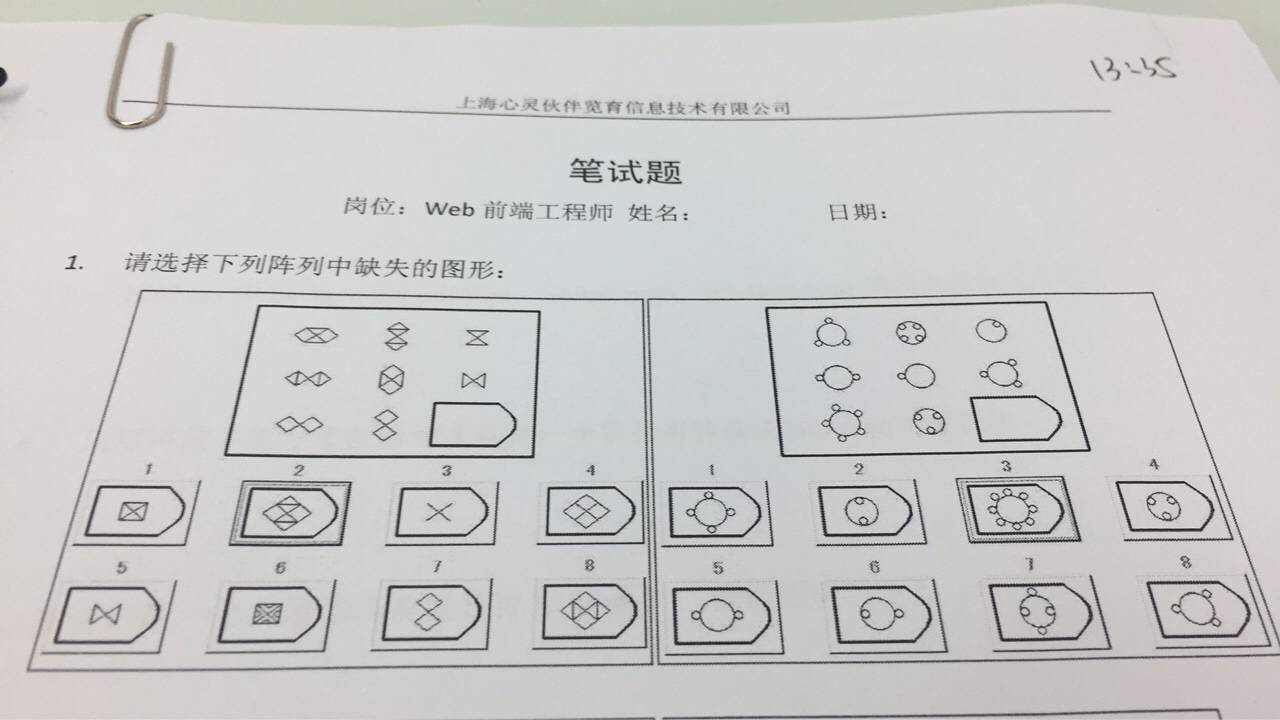 13:35
上海心灵伙伴览育信息技术有限公司
笔试题
岗位：Web 前端工程师 姓名： 日期：
1. 请选择下列阵列中缺失的图形：
1 2 3 4
5 6 7 8
1 2 3 4
5 6 7 8